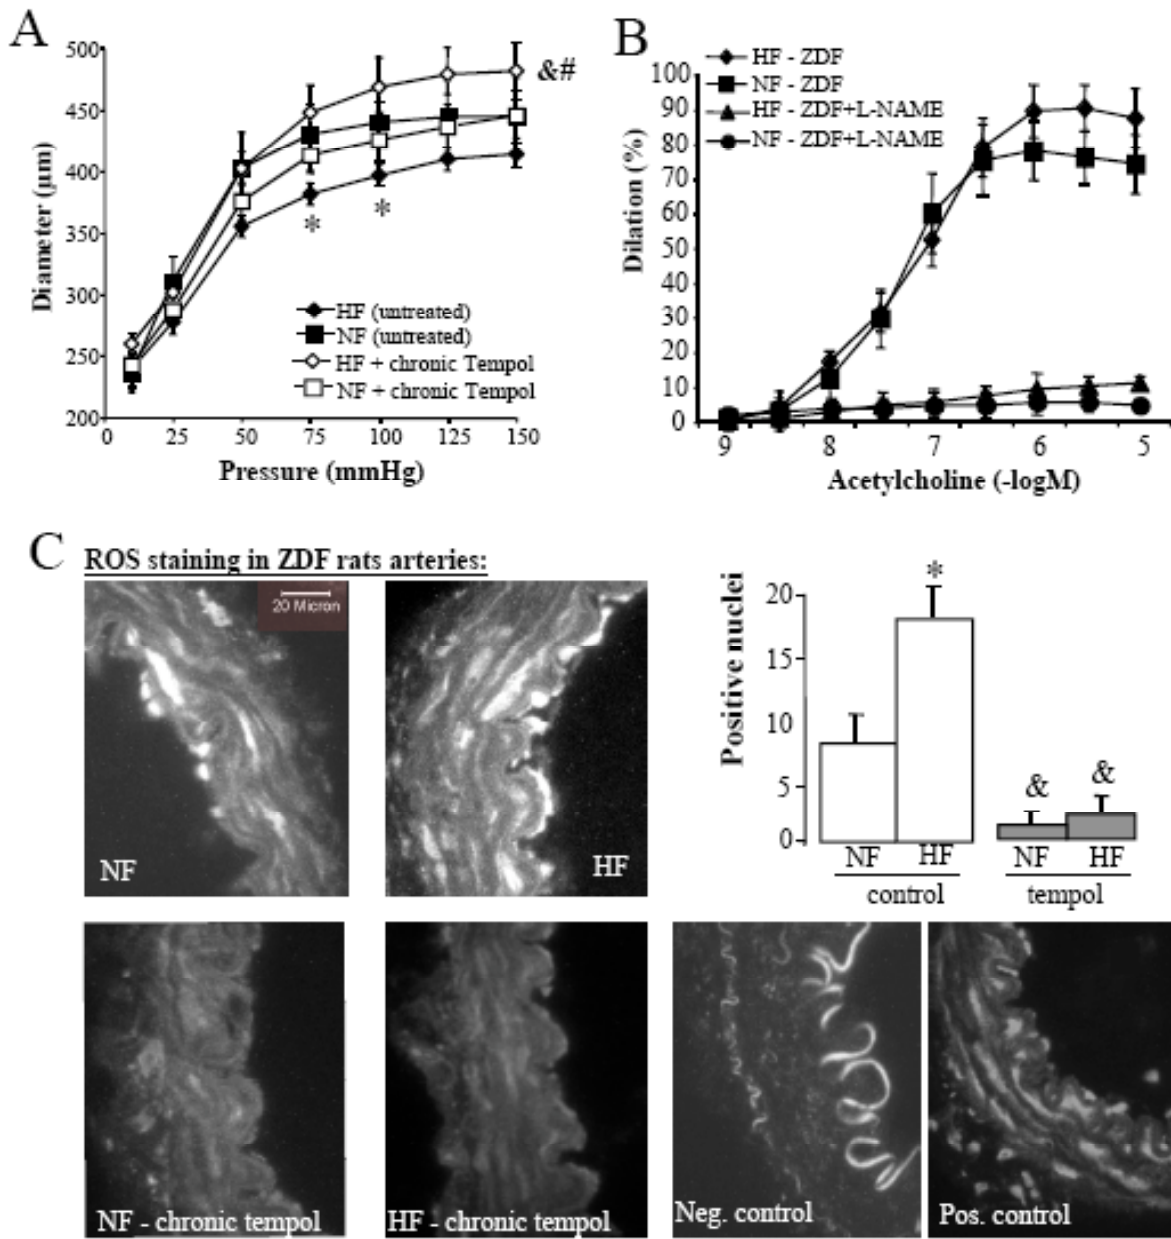 A
500
450
400
350
300
250
200
0
25
50
75
100
125
150
Diameter (µm)
Pressure (mmHg)
&#
*
*
HF (untreated)
NF (untreated)
HF + chronic Tempol
NF + chronic Tempol
B
HF - ZDF
NF - ZDF
HF - ZDF+L-NAME
NF - ZDF+L-NAME
100
90
80
70
60
50
40
30
20
10
0
9
8
7
6
5
Dilation (%)
Acetylcholine (-logM)
C
ROS staining in ZDF rats arteries:
20 Micron
NF
HF
Positive nuclei
20
15
10
5
0
*
&
&
NF
HF
NF
HF
control
tempol
NF - chronic tempol
HF - chronic tempol
Neg. control
Pos. control